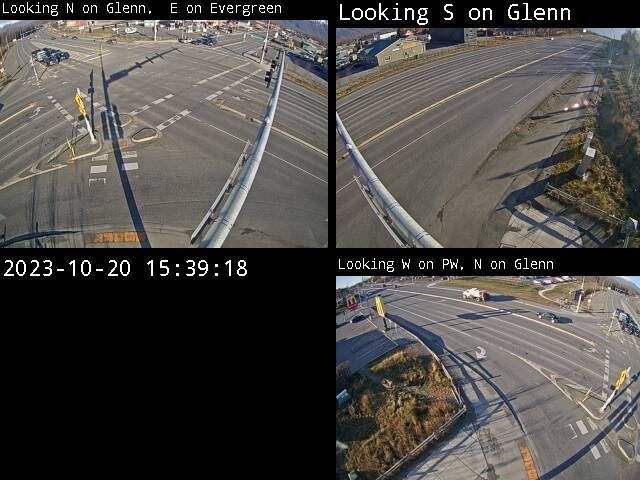 Looking N on Glenn,  E on Evergreen
Looking S on Glenn
2023-10-20 15:39:18
Looking W on PW, N on Glenn